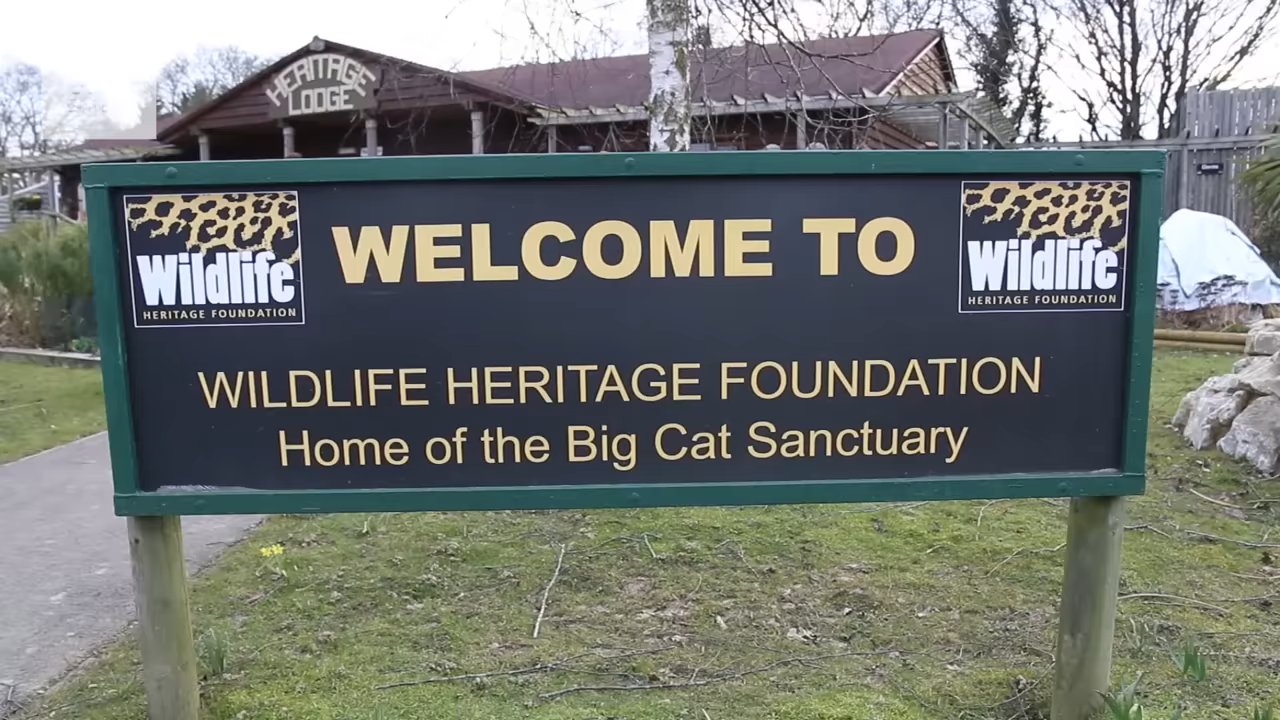 HERITAGE
LODGE
Wildlife
HERITAGE FOUNDATION
WELCOME TO
Wildlife
HERITAGE FOUNDATION
WILDLIFE HERITAGE FOUNDATION
Home of the Big Cat Sanctuary